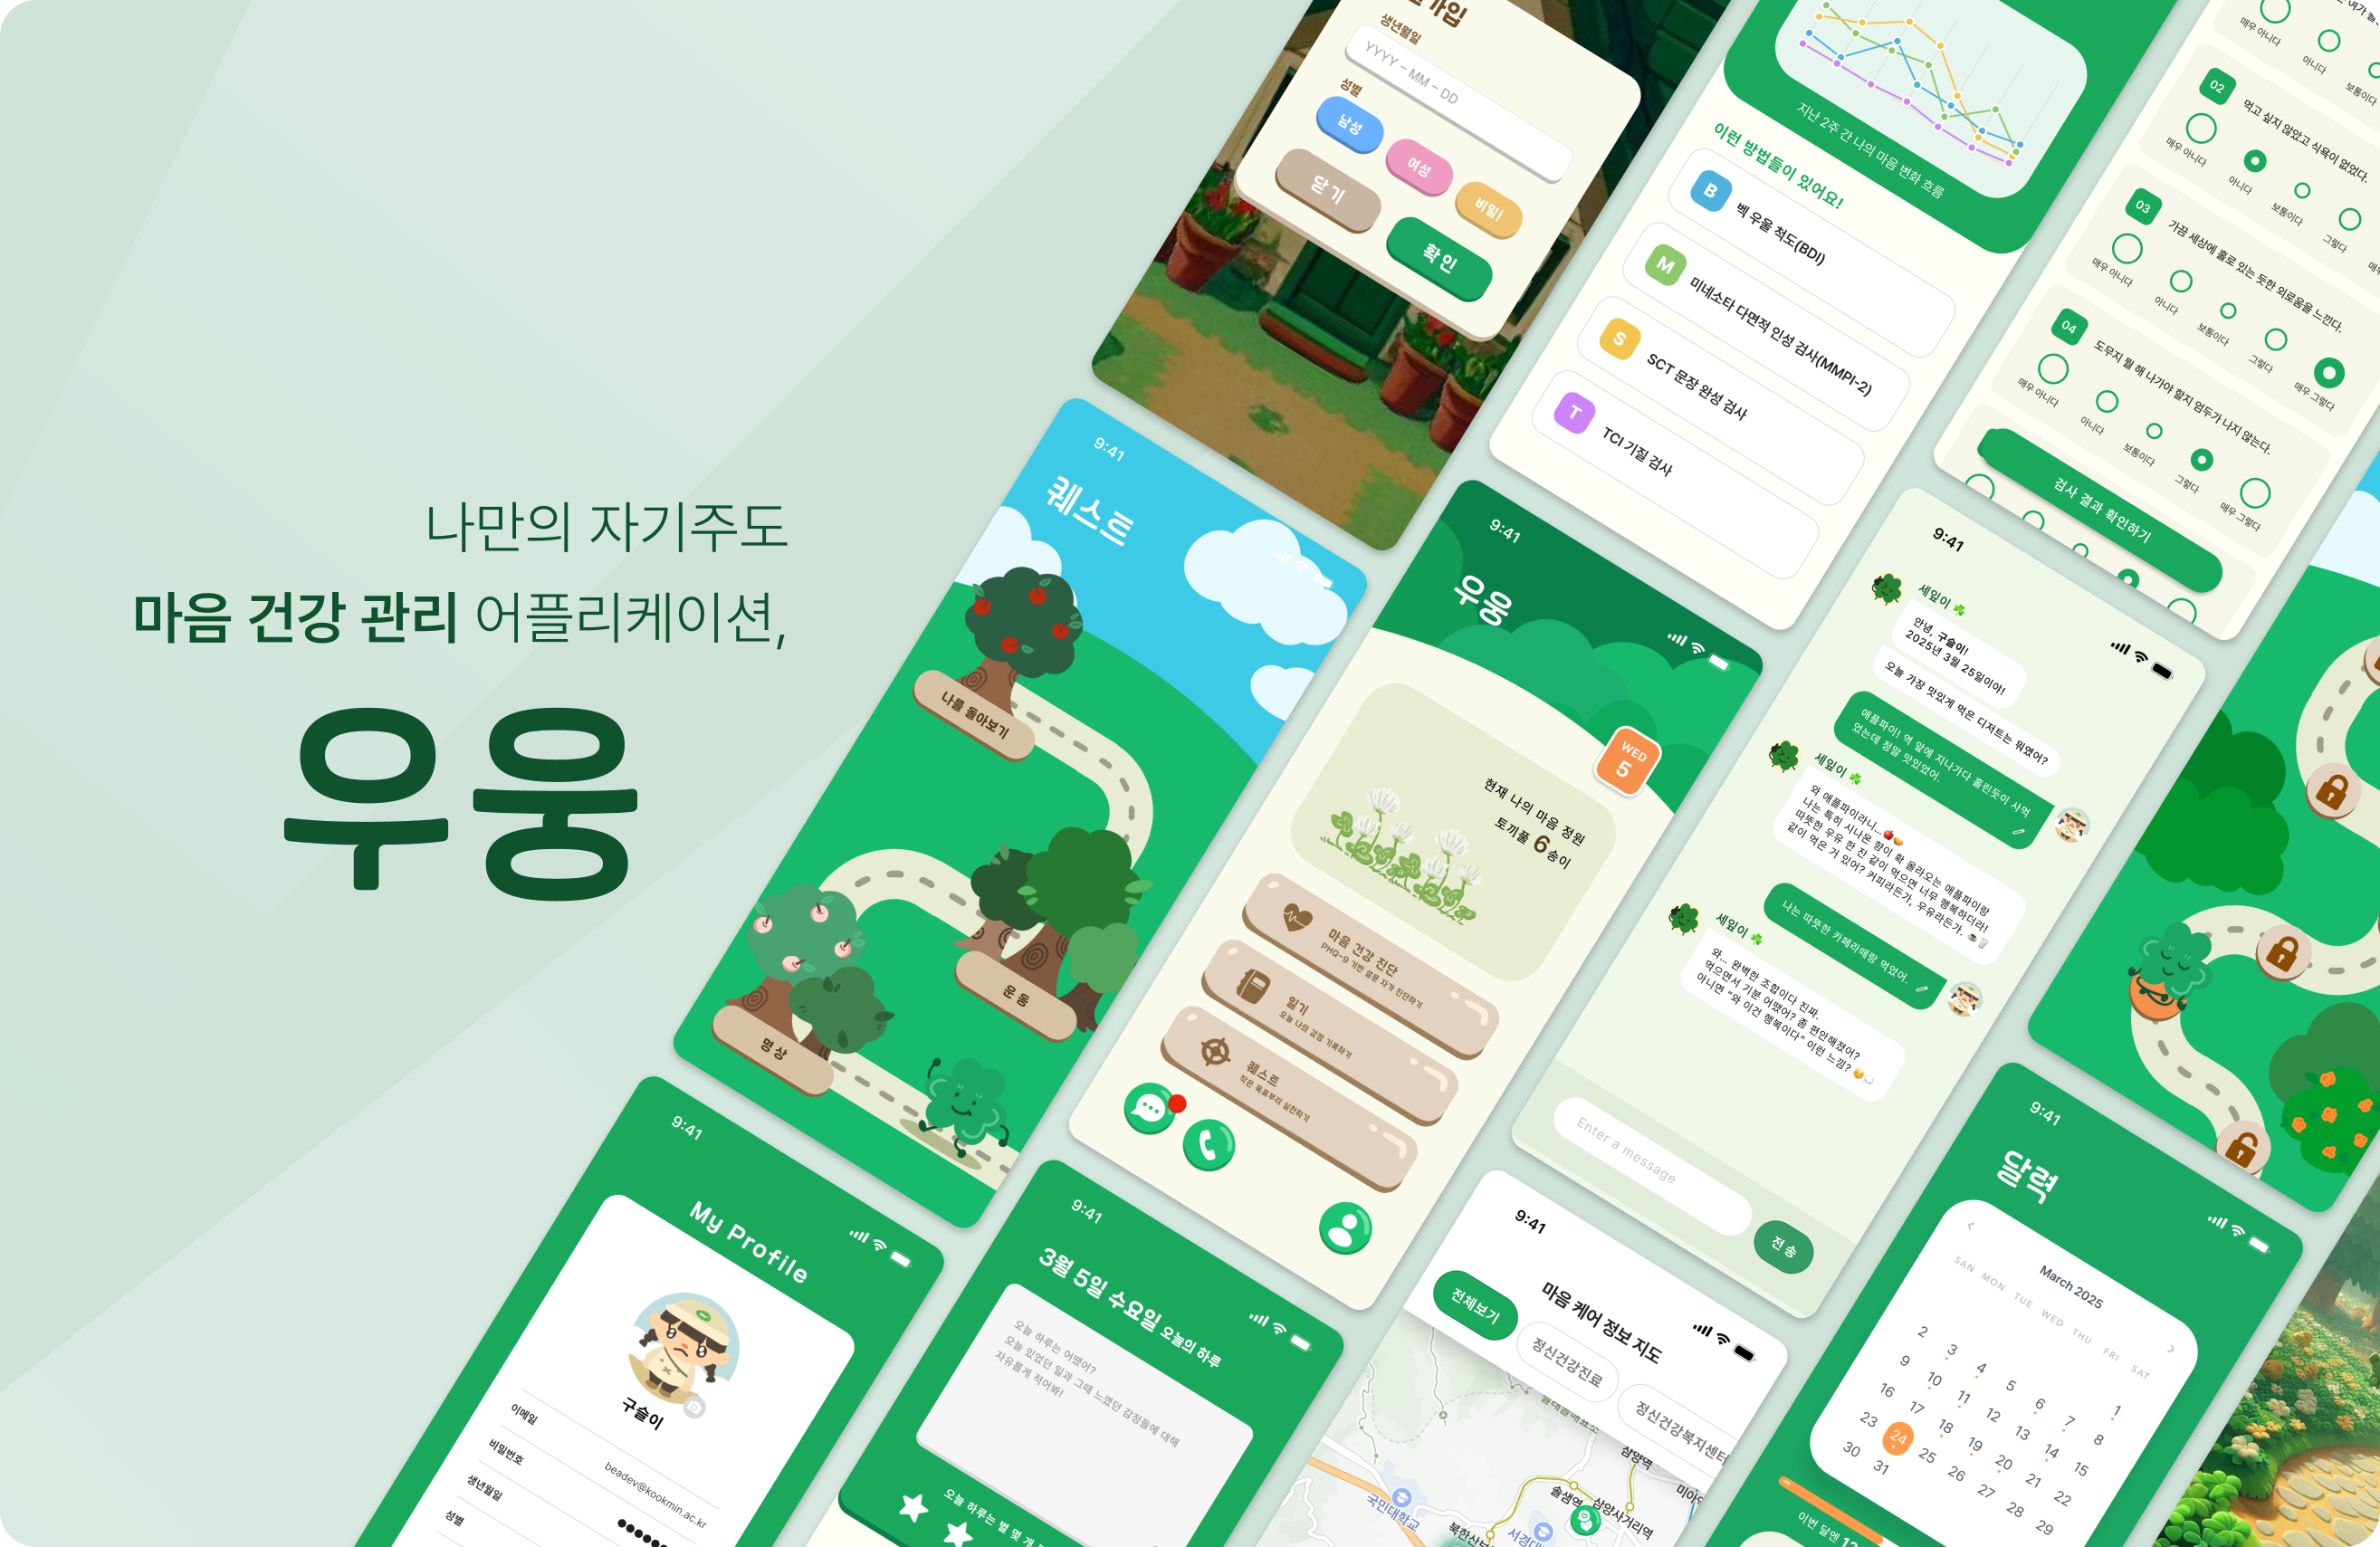 나만의 자기주도
마음 건강 관리 어플리케이션,
우웅
가입
생년월일
YYYY - MM - DD
성별
남성
여성
비밀!
닫기
확인
지난 2주 간 나의 마음 변화 흐름
이런 방법들이 있어요!
B
벡 우울 척도(BDI)
M
미네소타 다면적 인성 검사(MMPI-2)
S
SCT 문장 완성 검사
T
TCI 기질 검사
매우 아니다
아니다
보통이다
02
먹고 싶지 않았고 식욕이 없었다.
매우 아니다
아니다
보통이다
그렇다
03
가끔 세상에 홀로 있는 듯한 외로움을 느낀다.
매우 아니다
아니다
보통이다
그렇다
매우 그렇다
04
도무지 뭘 해 나가야 할지 엄두가 나지 않는다.
매우 아니다
아니다
보통이다
그렇다
매우 그렇다
검사 결과 확인하기
9:41
퀘스트
나를 돌아보기
운동
명상
9:41
우웅
WED
5
현재 나의 마음 정원
토끼풀 6송이
마음 건강 진단
PHQ-9 기반 설문 자가 진단하기
일기
오늘 나의 감정 기록하기
퀘스트
작은 목표부터 실천하기
9:41
세잎이 🍀
안녕, 구슬이!
2025년 3월 25일이야!
오늘 가장 맛있게 먹은 디저트는 뭐였어?
애플파이! 역 앞에 지나가다 홀린듯이 사먹
었는데 정말 맛있었어.
세잎이 🍀
와 애플파이라니...🍎🥧
나는 특히 시나몬 향이 확 올라오는 애플파이랑
따뜻한 우유 한 잔 같이 먹으면 너무 행복하더라!
같이 먹은 거 있어? 커피라든가, 우유라든가. ☕🥛
나는 따뜻한 카페라떼랑 먹었어.
세잎이 🍀
와... 완벽한 조합이다 진짜.
먹으면서 기분 어땠어? 좀 편안해졌어?
아니면 "와 이건 행복이다" 이런 느낌? 😌💭
Enter a message
전송
9:41
My Profile
구슬이
이메일
beadev@kookmin.ac.kr
비밀번호
생년월일
성별
9:41
3월 5일 수요일 오늘의 하루
오늘 하루는 어땠어?
오늘 있었던 일과 그때 느꼈던 감정들에 대해
자유롭게 적어봐!
오늘 하루는 별 몇 개
9:41
마음 케어 정보 지도
전체보기
정신건강진료
정신건강복지센터
삼양역
솔샘역
삼양사거리역
국민대학교
9:41
달력
March 2025
SAN MON TUE WED THU FRI SAT
1
2 3 4 5 6 7 8
9 10 11 12 13 14 15
16 17 18 19 20 21 22
23 24 25 26 27 28 29
30 31
이번 달엔